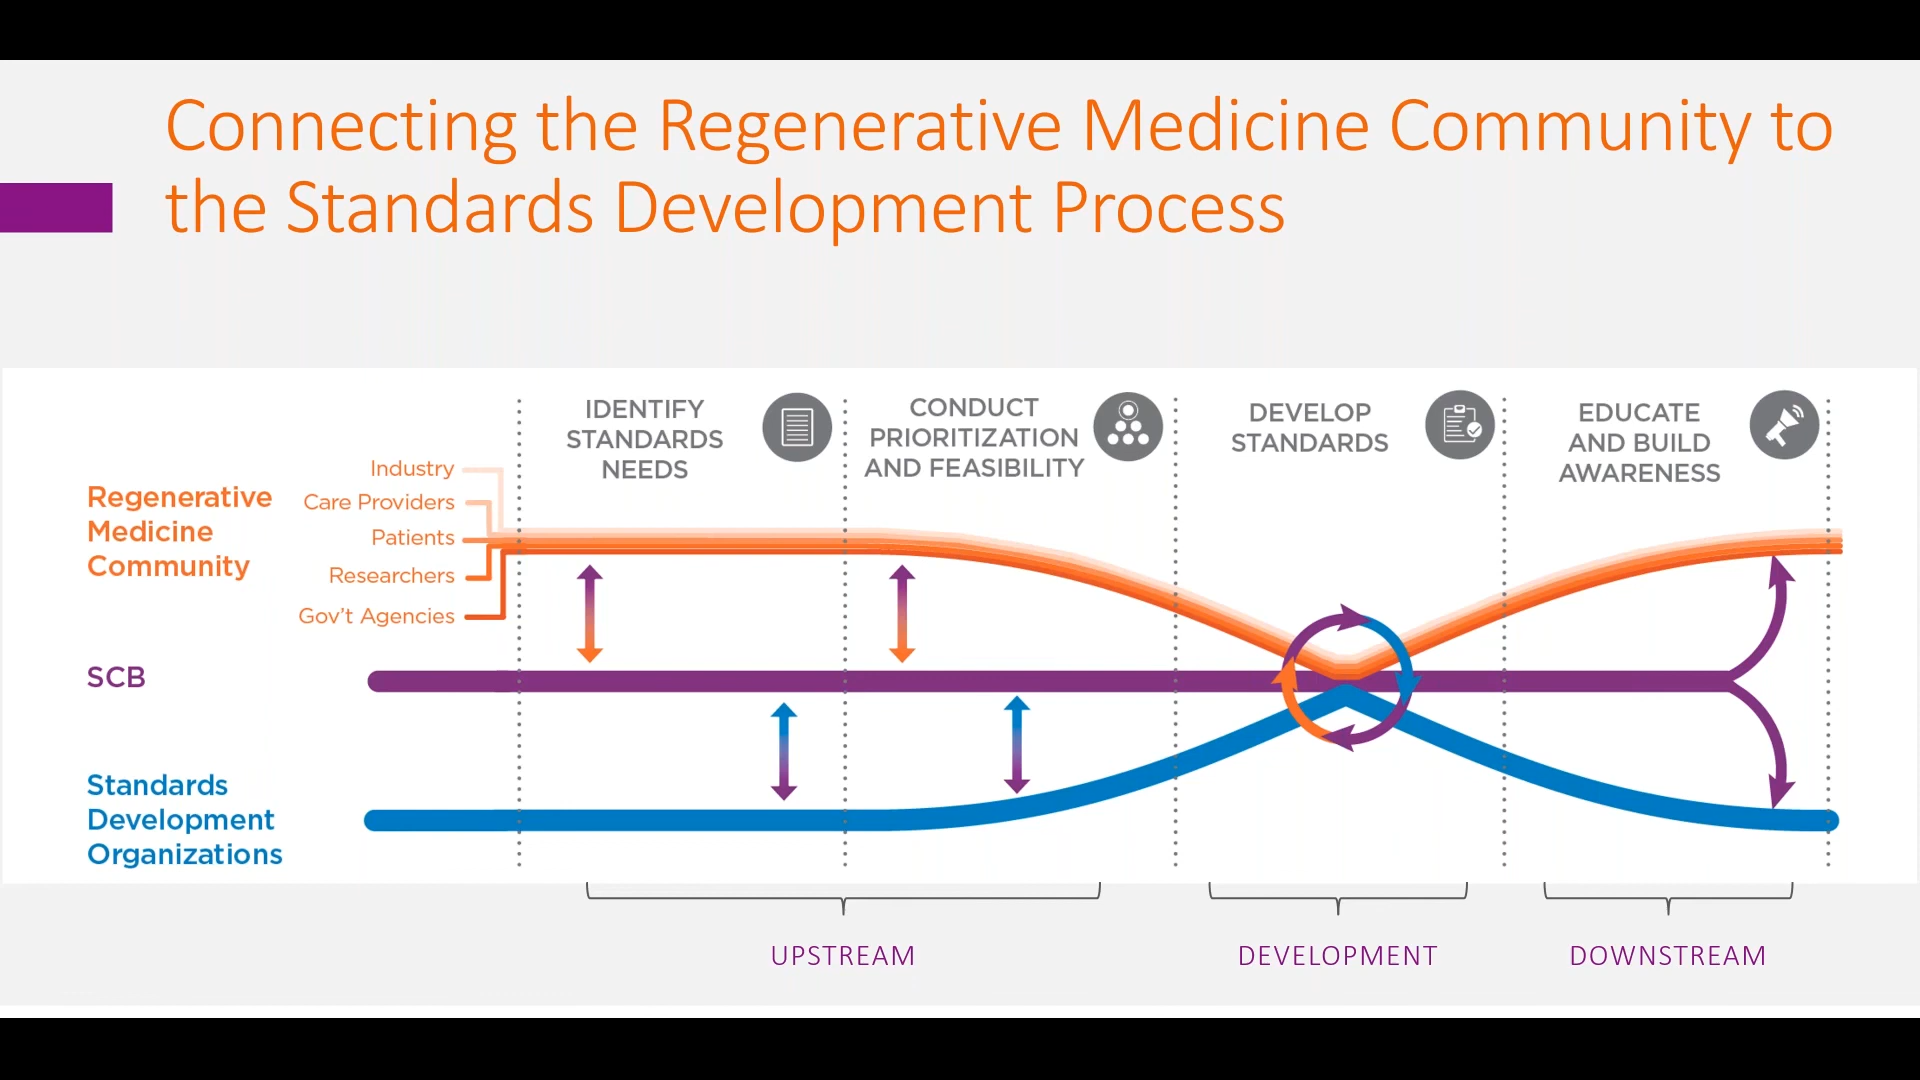 Connecting the Regenerative Medicine Community to
the Standards Development Process
IDENTIFY
STANDARDS
NEEDS
CONDUCT
PRIORITIZATION
AND FEASIBILITY
DEVELOP
STANDARDS
EDUCATE
AND BUILD
AWARENESS
Regenerative
Medicine
Community
Industry
Care Providers
Patients
Researchers
Gov't Agencies
SCB
Standards
Development
Organizations
UPSTREAM
DEVELOPMENT
DOWNSTREAM